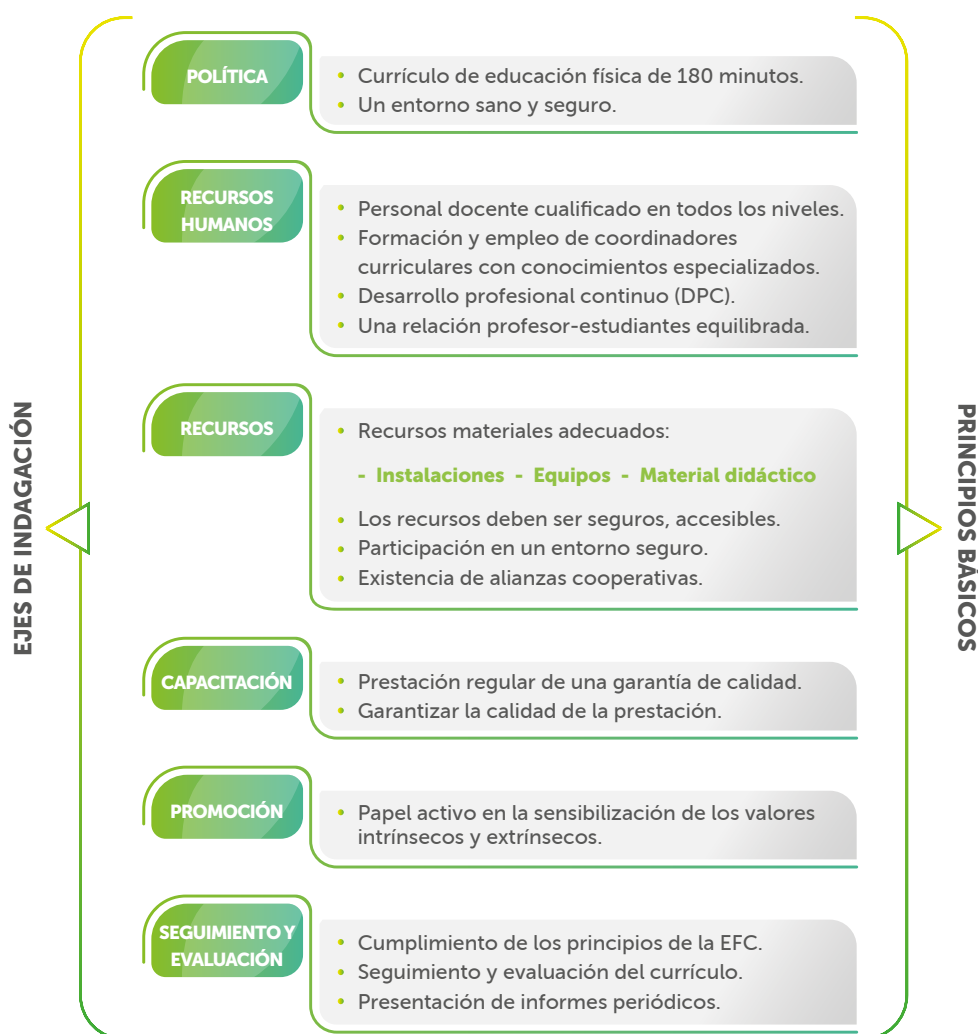 EJES DE INDAGACIÓN
POLÍTICA
• Currículo de educación física de 180 minutos.
• Un entorno sano y seguro.
RECURSOS
HUMANOS
• Personal docente cualificado en todos los niveles.
• Formación y empleo de coordinadores
curriculares con conocimientos especializados.
• Desarrollo profesional continuo (DPC).
• Una relación profesor-estudiantes equilibrada.
RECURSOS
• Recursos materiales adecuados:
- Instalaciones - Equipos - Material didáctico
• Los recursos deben ser seguros, accesibles.
• Participación en un entorno seguro.
• Existencia de alianzas cooperativas.
CAPACITACIÓN
• Prestación regular de una garantía de calidad.
• Garantizar la calidad de la prestación.
PROMOCIÓN
• Papel activo en la sensibilización de los valores
intrínsecos y extrínsecos.
SEGUIMIENTO Y
EVALUACIÓN
• Cumplimiento de los principios de la EFC.
• Seguimiento y evaluación del currículo.
• Presentación de informes periódicos.
PRINCIPIOS BÁSICOS